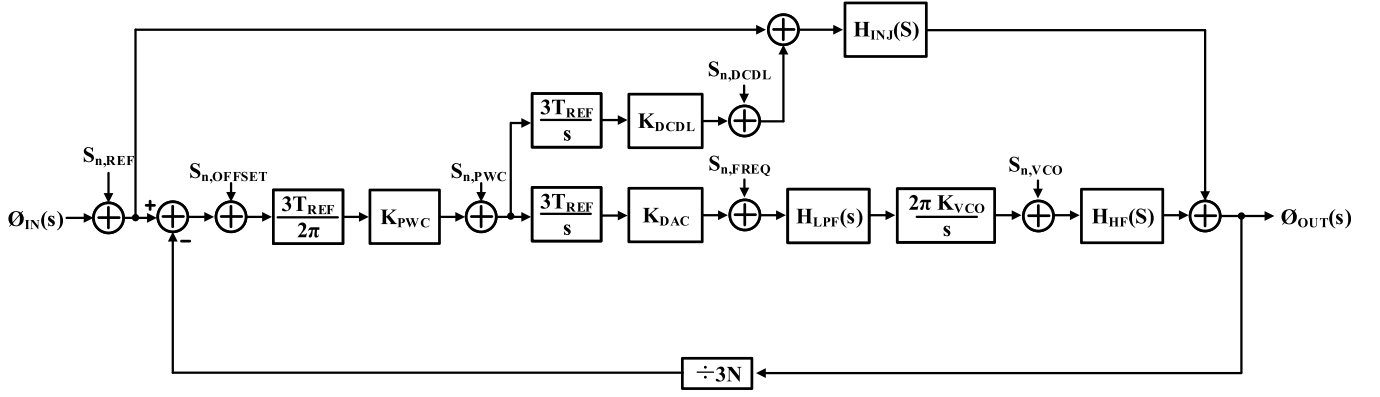 H_INJ(S)
S_n,DCDL
3T_REF
s
K_DCDL
S_n,REF
S_n,OFFSET
S_n,PWC
S_n,FREQ
S_n,VCO
Ø_IN(s)
+
−
3T_REF
2π
K_PWC
3T_REF
s
K_DAC
H_LPF(s)
2π K_VCO
s
H_HF(S)
Ø_OUT(s)
÷3N